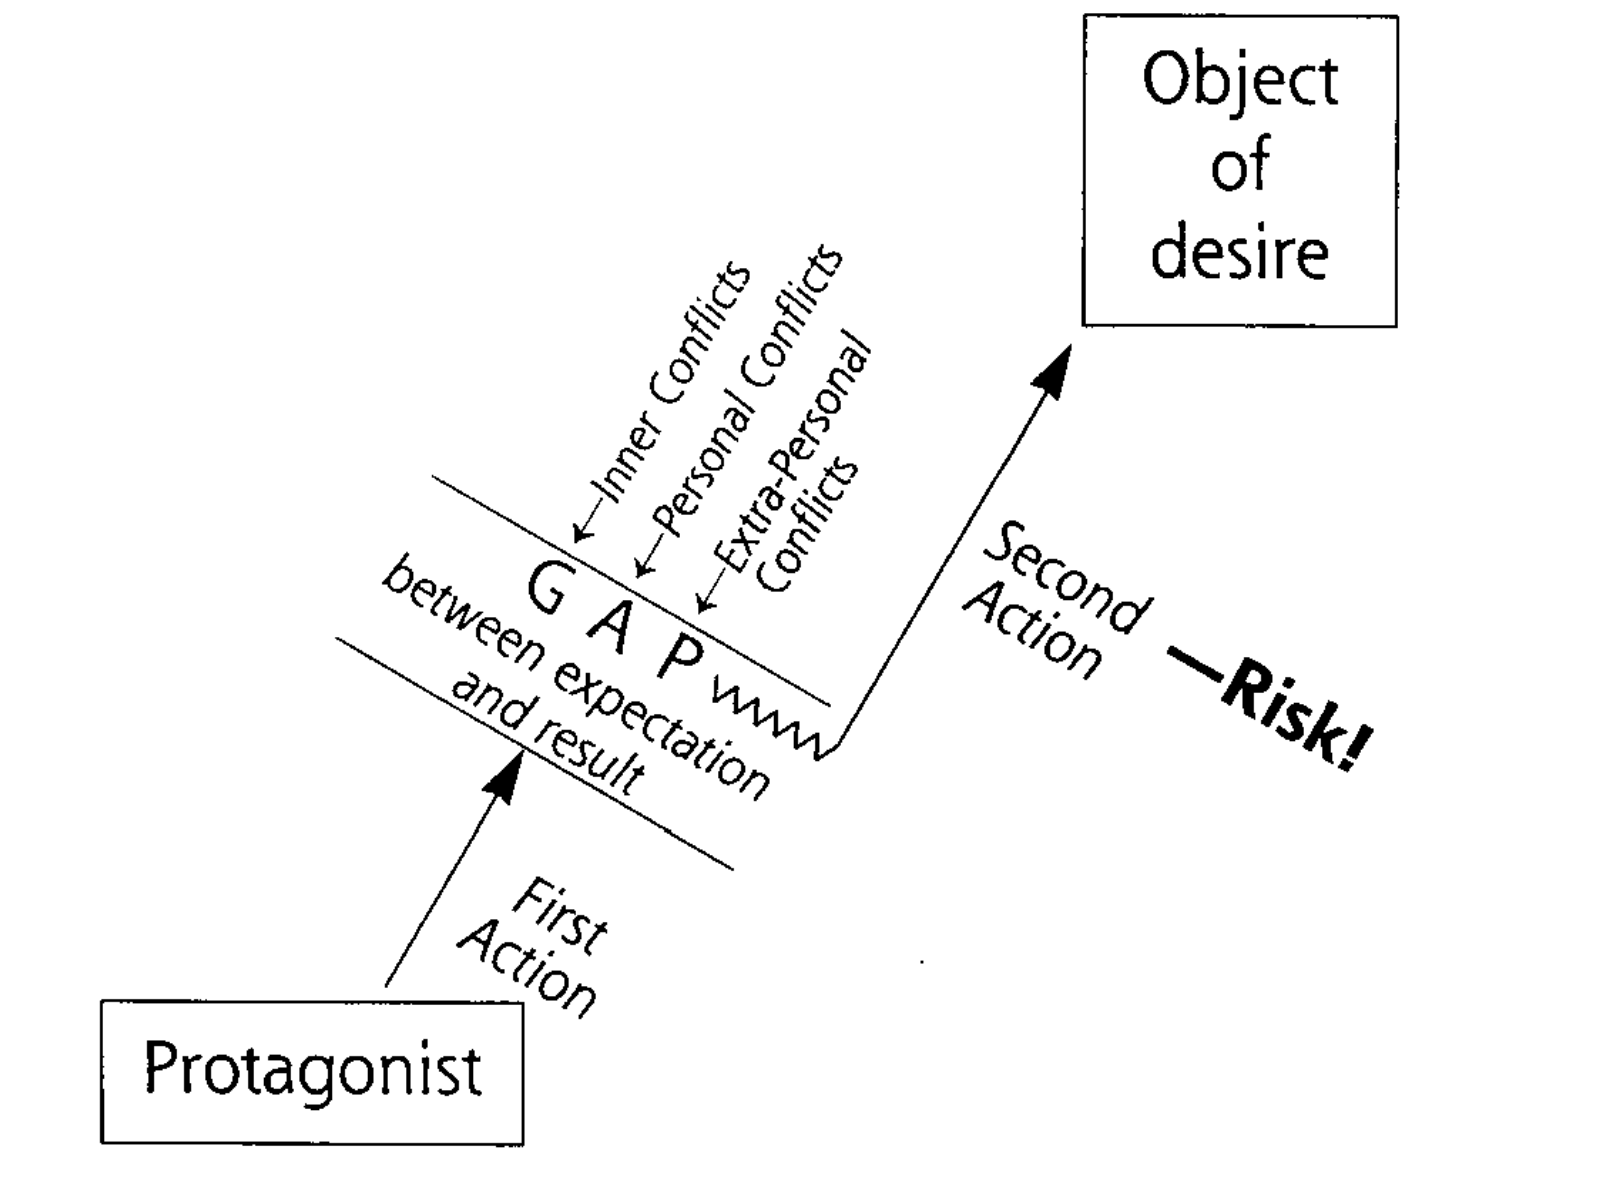 Object
of
desire
Inner Conflicts
Personal Conflicts
Extra-Personal
Conflicts
G A P
between expectation
and result
Second
Action
—Risk!
First
Action
Protagonist